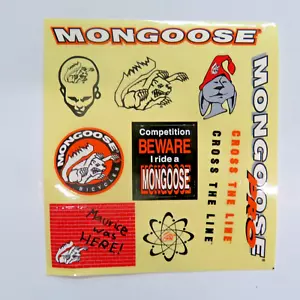 MONGOOSE®
MONGOOSE
BICYCLES
Competition
BEWARE
I ride a
MONGOOSE
CROSS THE LINE
CROSS THE LINE
MONGOOSE
PRO
Maurice
was
HERE!